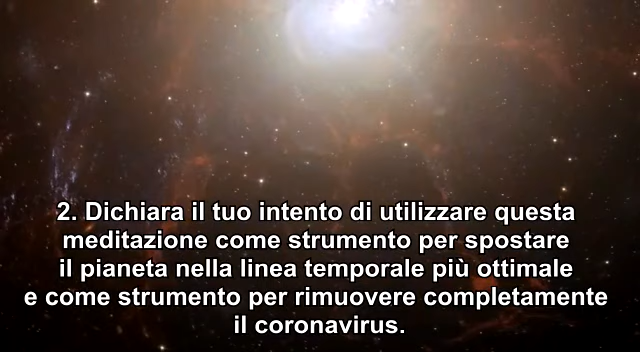 2. Dichiara il tuo intento di utilizzare questa
meditazione come strumento per spostare
il pianeta nella linea temporale più ottimale
e come strumento per rimuovere completamente
il coronavirus.